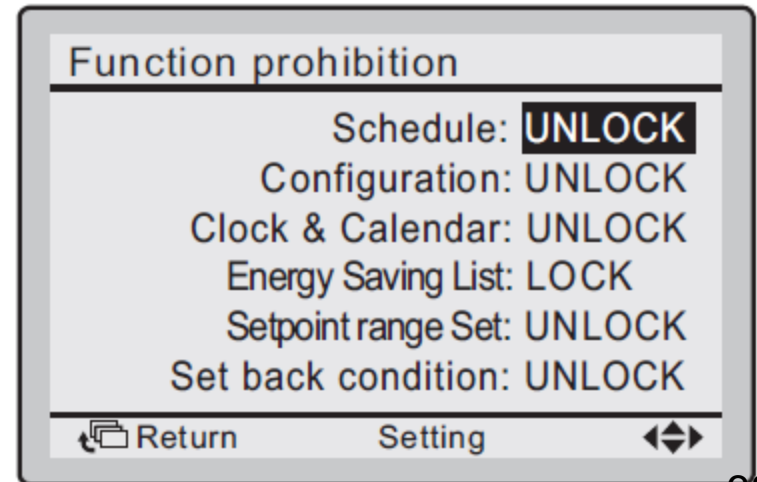 Function prohibition
Schedule: UNLOCK
Configuration: UNLOCK
Clock & Calendar: UNLOCK
Energy Saving List: LOCK
Setpoint range Set: UNLOCK
Set back condition: UNLOCK
Return Setting